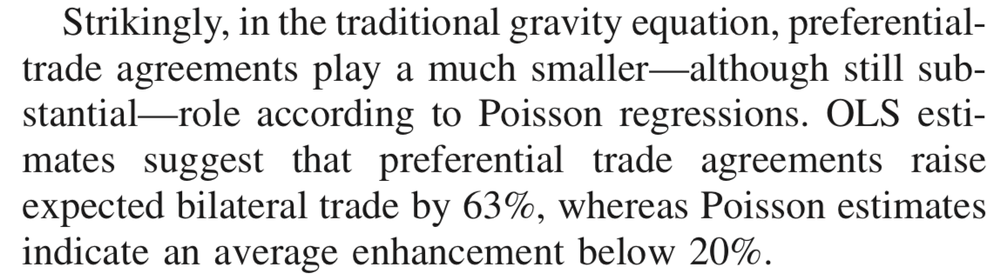 Strikingly, in the traditional gravity equation, preferential-
trade agreements play a much smaller—although still sub-
stantial—role according to Poisson regressions. OLS esti-
mates suggest that preferential trade agreements raise
expected bilateral trade by 63%, whereas Poisson estimates
indicate an average enhancement below 20%.